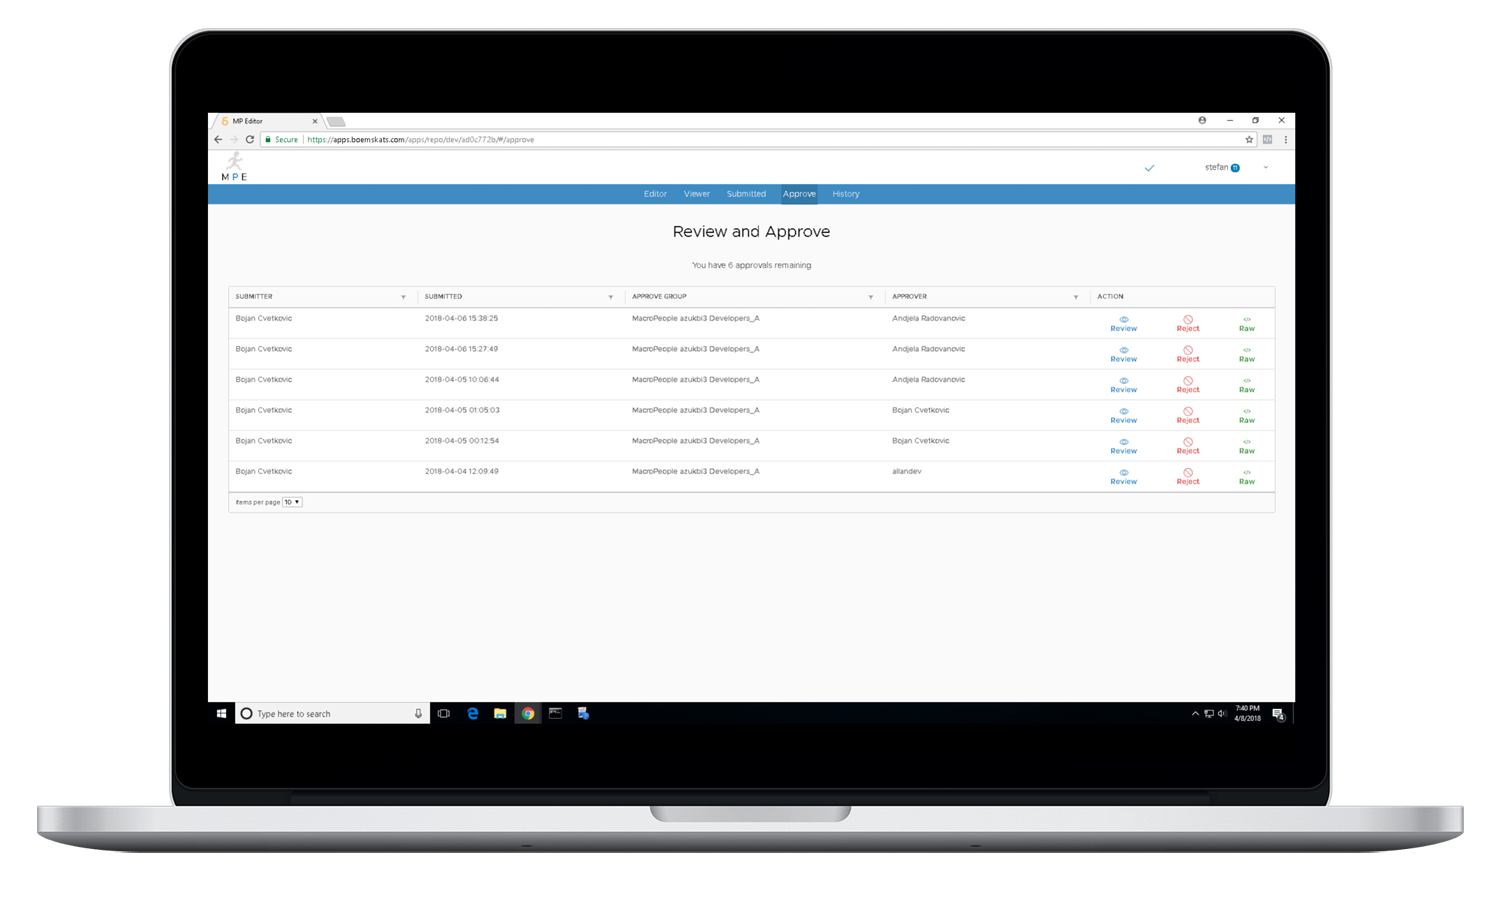 MP Editor
Secure https://apps.boemskats.com/apps/repo/dev/ad0c772b/#/approve
MPE
stefan 11
Editor Viewer Submitted Approve History
Review and Approve
You have 6 approvals remaining
SUBMITTER SUBMITTED APPROVE GROUP APPROVER ACTION
Bojan Cvetkovic 2018-04-06 15:38:25 MacroPeople azukbi3 Developers_A Andjela Radovanovic Review Reject Raw
Bojan Cvetkovic 2018-04-06 15:27:49 MacroPeople azukbi3 Developers_A Andjela Radovanovic Review Reject Raw
Bojan Cvetkovic 2018-04-05 10:06:44 MacroPeople azukbi3 Developers_A Andjela Radovanovic Review Reject Raw
Bojan Cvetkovic 2018-04-05 01:05:03 MacroPeople azukbi3 Developers_A Bojan Cvetkovic Review Reject Raw
Bojan Cvetkovic 2018-04-05 00:12:54 MacroPeople azukbi3 Developers_A Bojan Cvetkovic Review Reject Raw
Bojan Cvetkovic 2018-04-04 12:09:49 MacroPeople azukbi3 Developers_A allandev Review Reject Raw
Items per page 10
Type here to search
7:40 PM
4/8/2018
4